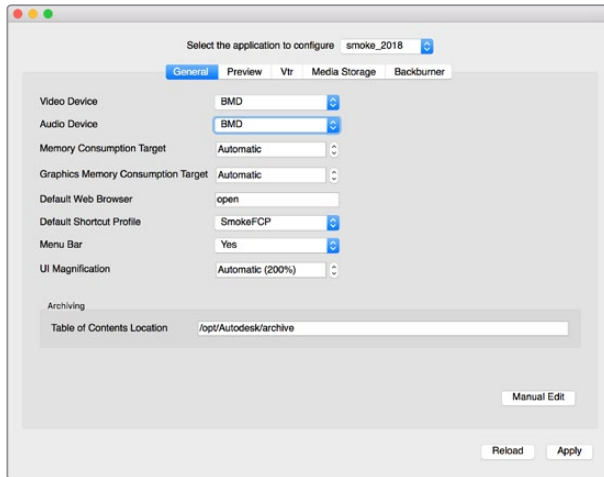 Select the application to configure smoke_2018
General Preview Vtr Media Storage Backburner
Video Device BMD
Audio Device BMD
Memory Consumption Target Automatic
Graphics Memory Consumption Target Automatic
Default Web Browser open
Default Shortcut Profile SmokeFCP
Menu Bar Yes
UI Magnification Automatic (200%)
Archiving
Table of Contents Location /opt/Autodesk/archive
Manual Edit
Reload Apply